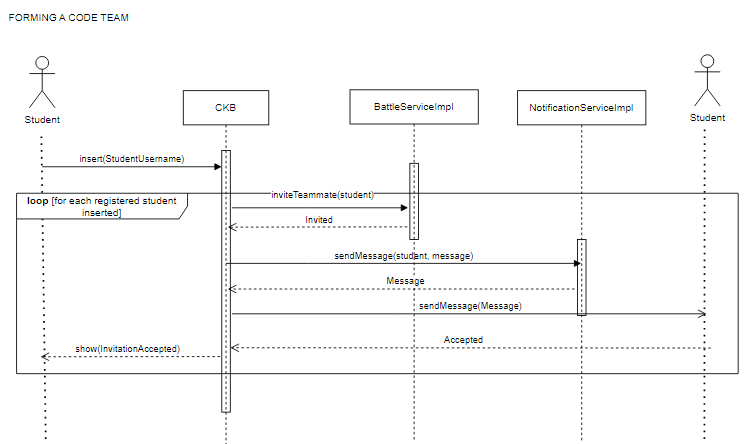 FORMING A CODE TEAM
Student
CKB
BattleServiceImpl
NotificationServiceImpl
Student
insert(StudentUsername)
loop [for each registered student
inserted]
inviteTeammate(student)
Invited
sendMessage(student, message)
Message
sendMessage(Message)
Accepted
show(InvitationAccepted)